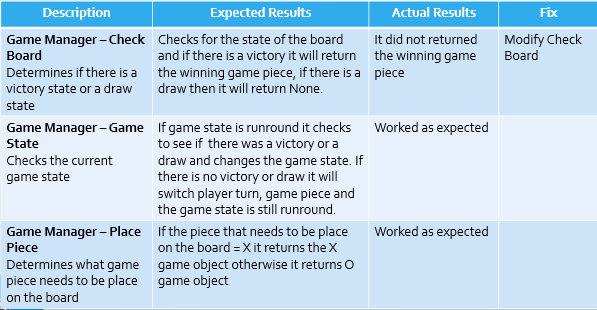 Description Expected Results Actual Results Fix
Game Manager – Check
Board
Determines if there is a
victory state or a draw
state
Checks for the state of the board
and if there is a victory it will return
the winning game piece, if there is a
draw then it will return None.
It did not returned
the winning game
piece
Modify Check
Board
Game Manager – Game
State
Checks the current
game state
If game state is runround it checks
to see if there was a victory or a
draw and changes the game state. If
there is no victory or draw it will
switch player turn, game piece and
the game state is still runround.
Worked as expected
Game Manager – Place
Piece
Determines what game
piece needs to be place
on the board
If the piece that needs to be place
on the board = X it returns the X
game object otherwise it returns O
game object
Worked as expected